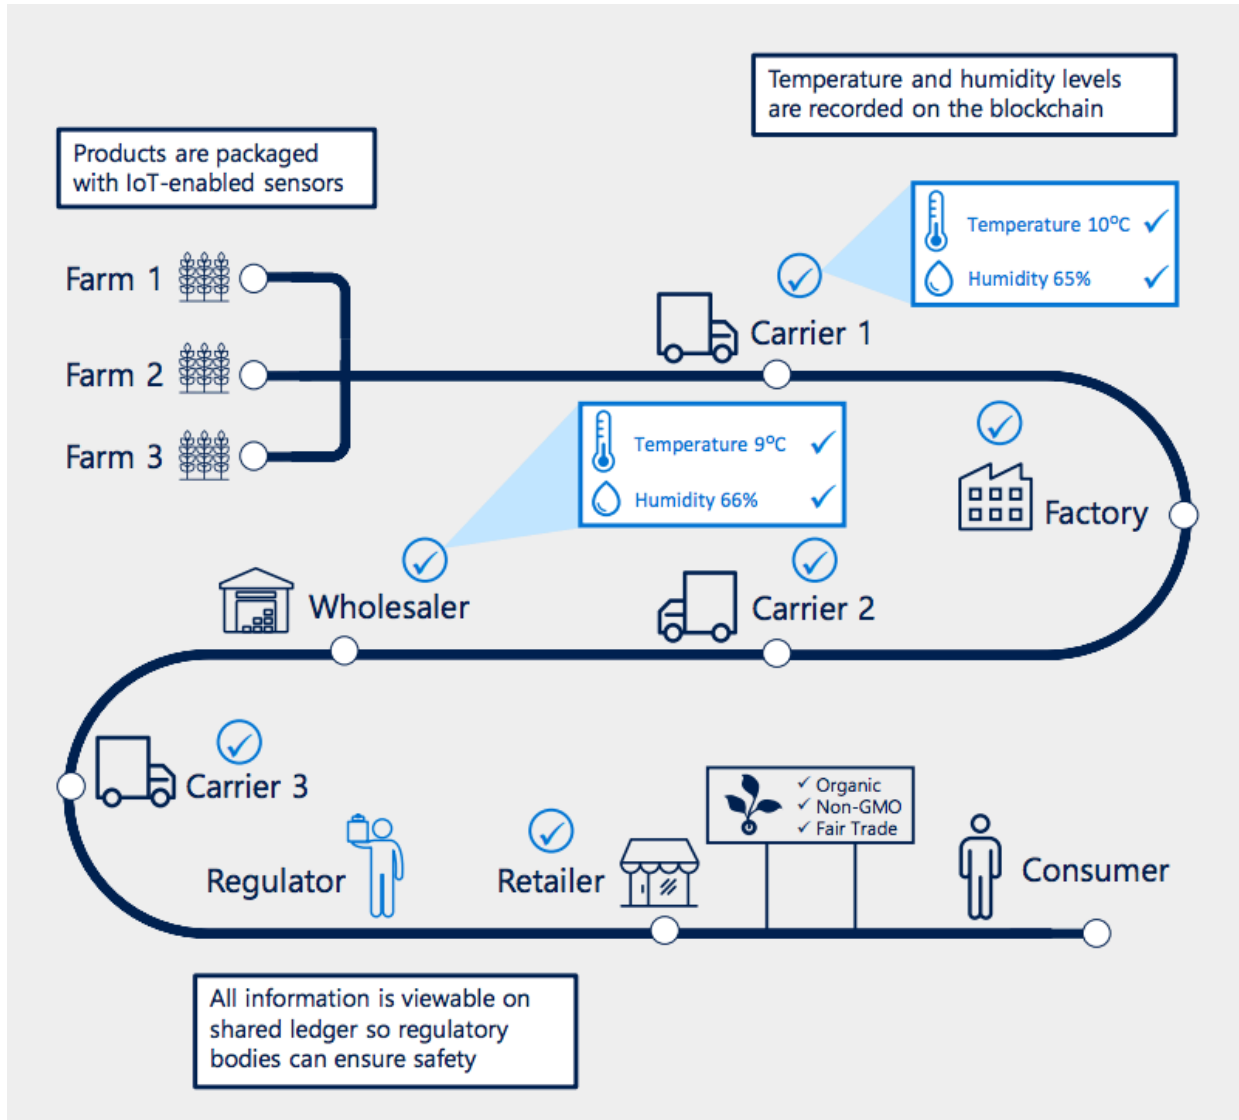 Temperature and humidity levels
are recorded on the blockchain
Products are packaged
with IoT-enabled sensors
Temperature 10°C
Humidity 65%
Farm 1
Carrier 1
Farm 2
Farm 3
Temperature 9°C
Humidity 66%
Factory
Wholesaler
Carrier 2
Carrier 3
Organic
Non-GMO
Fair Trade
Regulator
Retailer
Consumer
All information is viewable on
shared ledger so regulatory
bodies can ensure safety